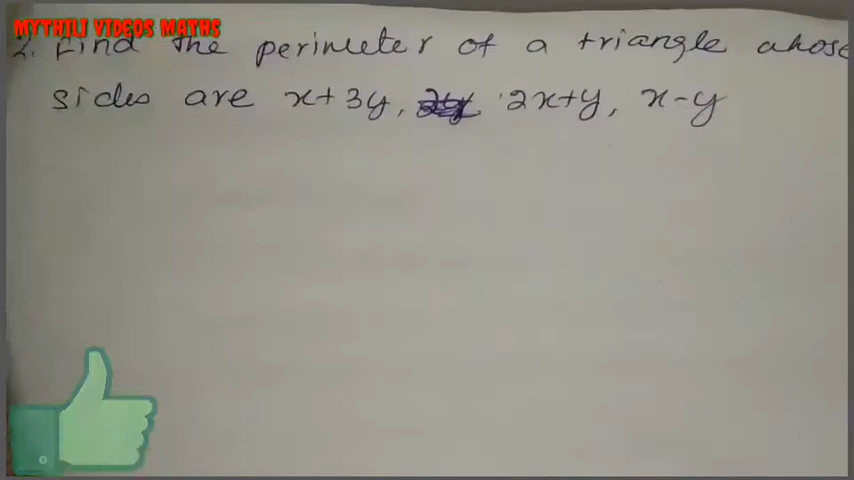 MYTHILI VIDEOS MATHS
2. Find the perimeter of a triangle whose
sides are x+3y, 2x+y, x-y